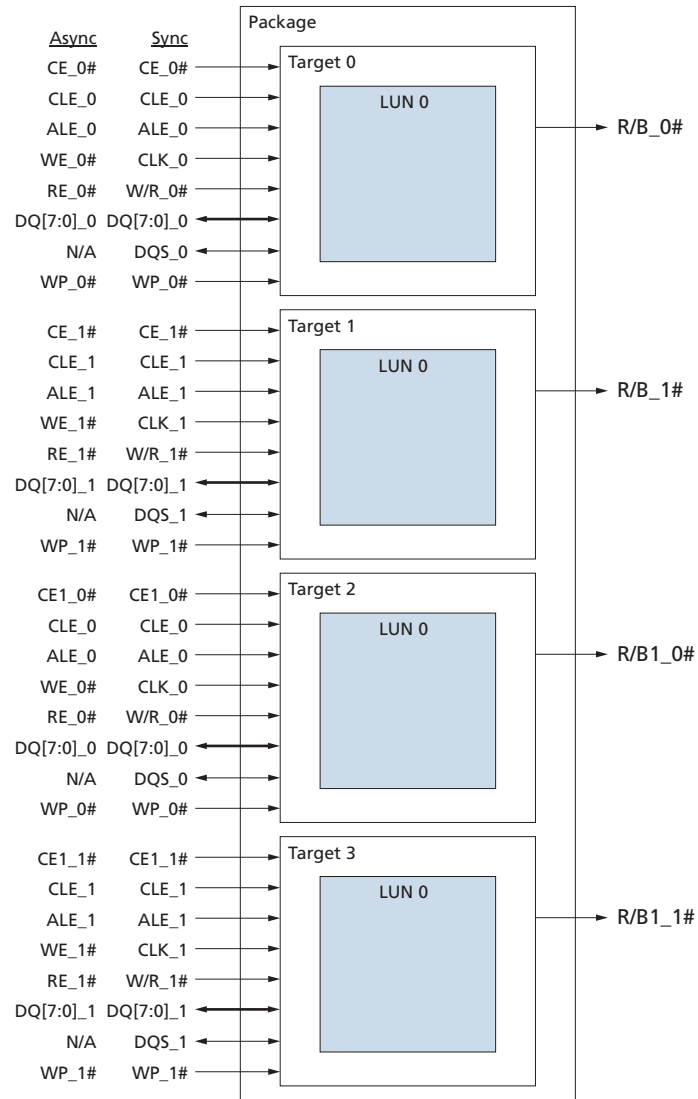 Package
Async Sync
Target 0
CE_0# CE_0#
LUN 0
CLE_0 CLE_0
ALE_0 ALE_0
R/B_0#
WE_0# CLK_0
RE_0# W/R_0#
DQ[7:0]_0 DQ[7:0]_0
N/A DQS_0
WP_0# WP_0#
Target 1
CE_1# CE_1#
LUN 0
CLE_1 CLE_1
ALE_1 ALE_1
R/B_1#
WE_1# CLK_1
RE_1# W/R_1#
DQ[7:0]_1 DQ[7:0]_1
N/A DQS_1
WP_1# WP_1#
Target 2
CE1_0# CE1_0#
LUN 0
CLE_0 CLE_0
ALE_0 ALE_0
R/B1_0#
WE_0# CLK_0
RE_0# W/R_0#
DQ[7:0]_0 DQ[7:0]_0
N/A DQS_0
WP_0# WP_0#
Target 3
CE1_1# CE1_1#
LUN 0
CLE_1 CLE_1
ALE_1 ALE_1
R/B1_1#
WE_1# CLK_1
RE_1# W/R_1#
DQ[7:0]_1 DQ[7:0]_1
N/A DQS_1
WP_1# WP_1#